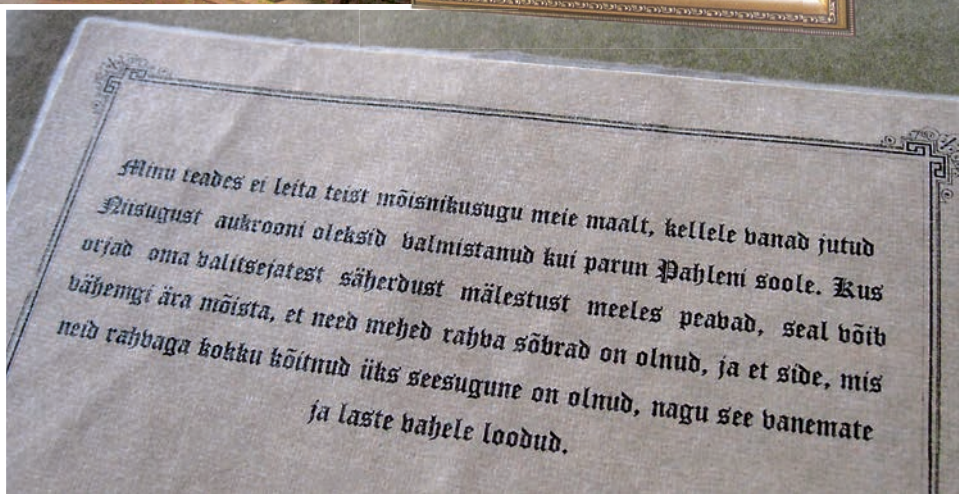 Minu teades ei leita teist mõisnikusugu meie maalt, kellele vanad jutud
Niisugust aukrooni oleksid valmistanud kui parun Pahleni soole. Kus
orjad oma valitsejatest säherdust mälestust meeles peavad, seal võib
vähemgi ära mõista, et need mehed rahva sõbrad on olnud, ja et side, mis
neid rahvaga kokku kõitnud üks seesugune on olnud, nagu see vanemate
ja laste vahele loodud.